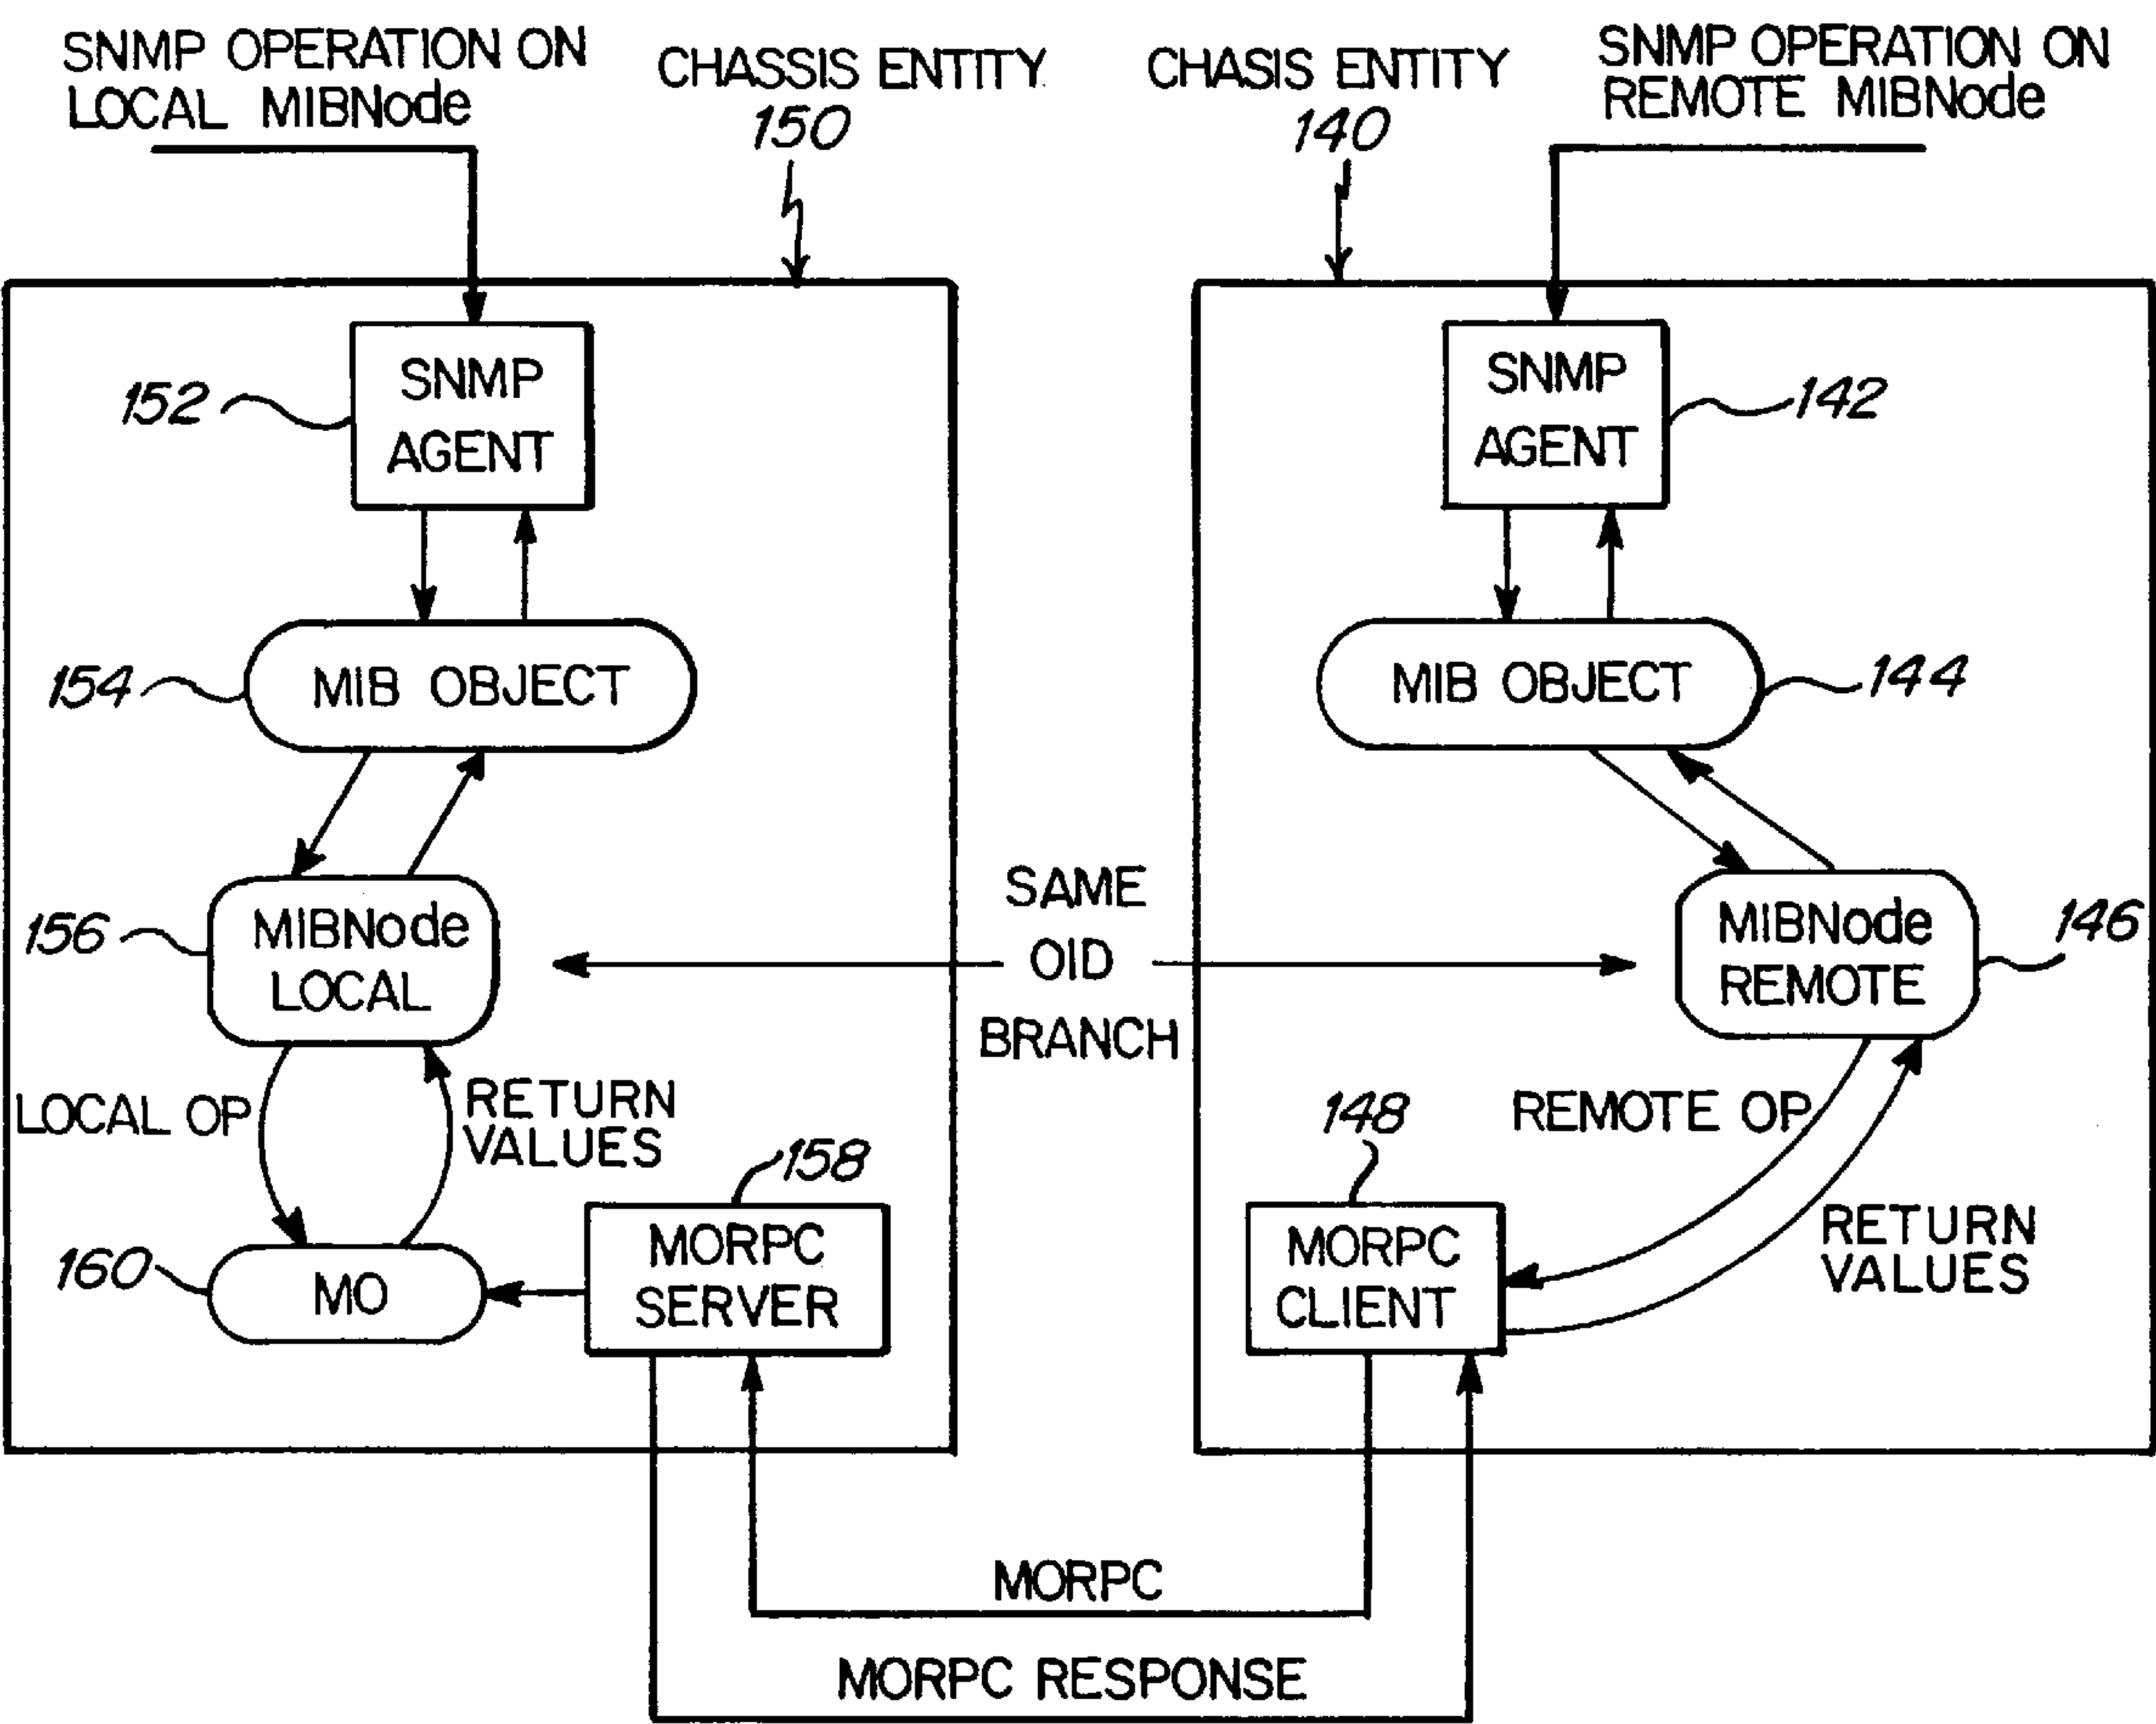 SNMP OPERATION ON
LOCAL MIBNode
CHASSIS ENTITY
150
CHASIS ENTITY
140
SNMP OPERATION ON
REMOTE MIBNode
SNMP
AGENT
152
SNMP
AGENT
142
MIB OBJECT
154
MIB OBJECT
144
MIBNode
LOCAL
156
SAME
OID
BRANCH
MIBNode
REMOTE
146
LOCAL OP
RETURN
VALUES
REMOTE OP
RETURN
VALUES
160
MO
158
MORPC
SERVER
148
MORPC
CLIENT
MORPC
MORPC RESPONSE